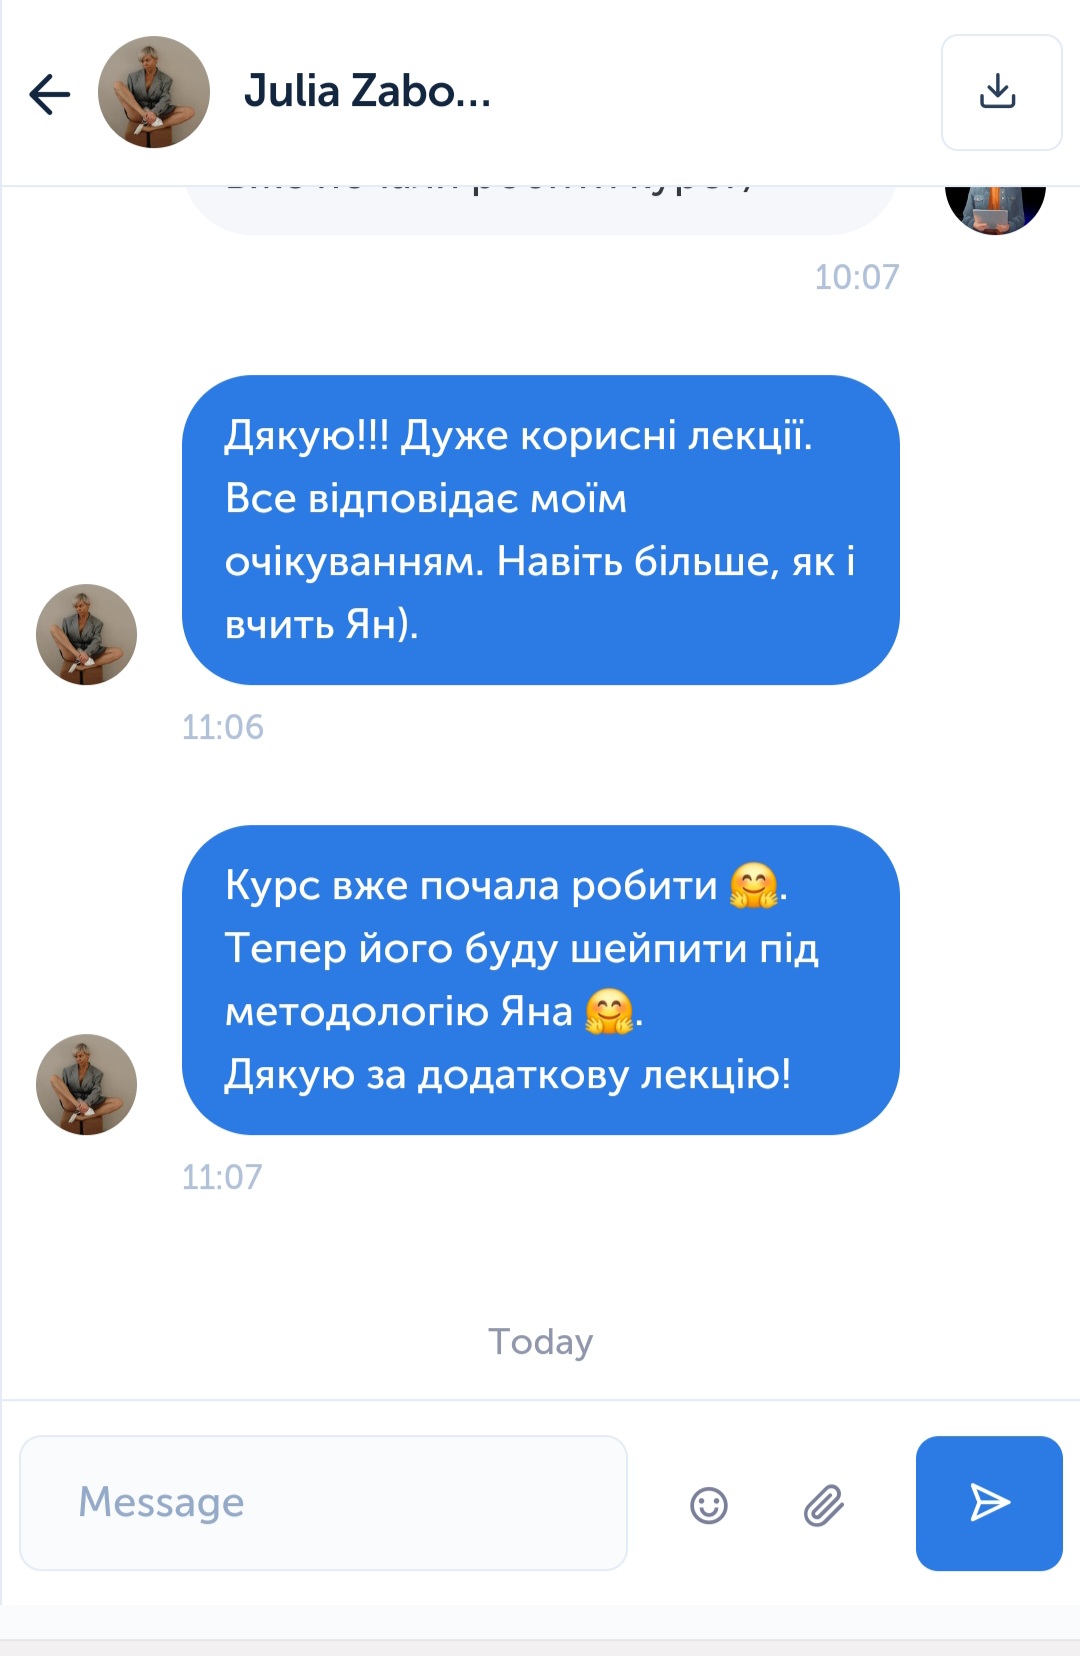 Julia Zabo...
10:07
Дякую!!! Дуже корисні лекції.
Все відповідає моїм
очікуванням. Навіть більше, як і
вчить Ян).
11:06
Курс вже почала робити 🤗.
Тепер його буду шейпити під
методологію Яна 🤗.
Дякую за додаткову лекцію!
11:07
Today
Message